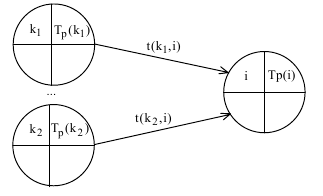 k₁ Tₚ(k₁)
t(k₁,i)
i Tp(i)
...
t(k₂,i)
k₂ Tₚ(k₂)